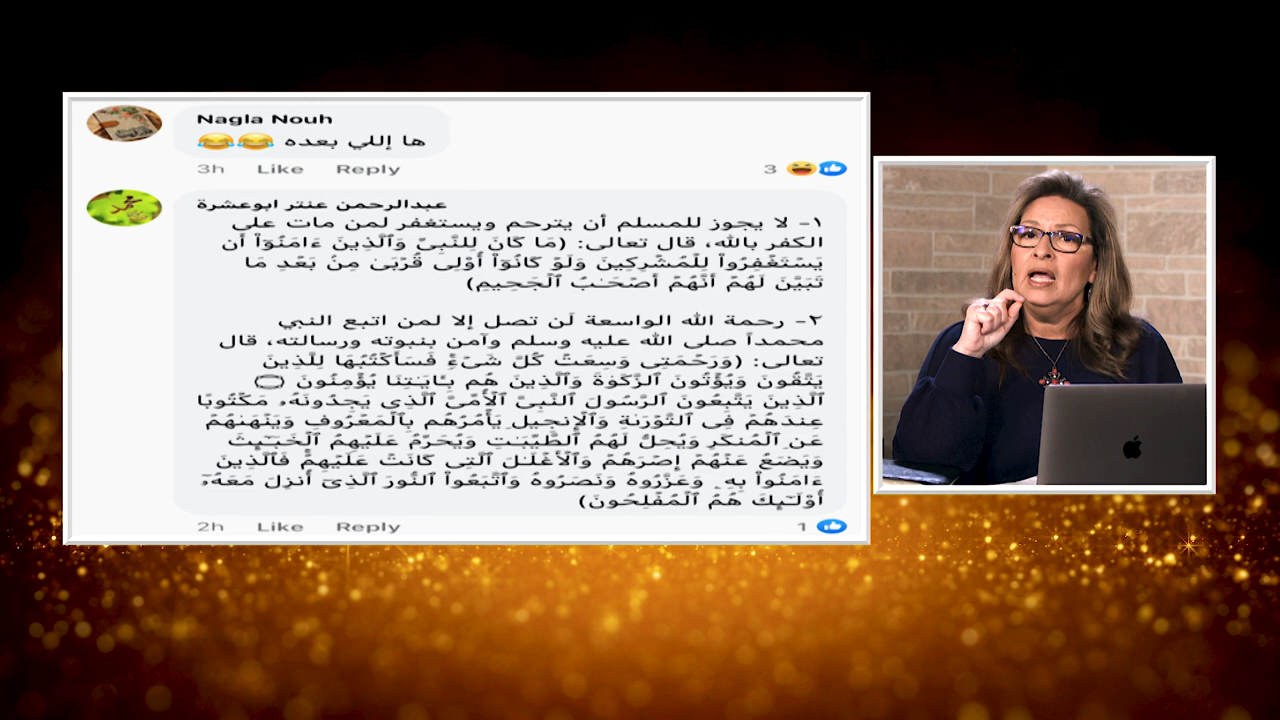 Nagla Nouh
ها إللي بعده 😂😂
3h Like Reply 3
عبدالرحمن عنتر ابوعشرة
١- لا يجوز للمسلم أن يترحم ويستغفر لمن مات على
الكفر بالله، قال تعالى: (مَا كَانَ لِلنَّبِىِّ وَٱلَّذِينَ ءَامَنُوٓا۟ أَن
يَسْتَغْفِرُوا۟ لِلْمُشْرِكِينَ وَلَوْ كَانُوٓا۟ أُو۟لِى قُرْبَىٰ مِنۢ بَعْدِ مَا
تَبَيَّنَ لَهُمْ أَنَّهُمْ أَصْحَـٰبُ ٱلْجَحِيمِ)
٢- رحمة الله الواسعة لن تصل إلا لمن اتبع النبي
محمداً صلى الله عليه وسلم وآمن بنبوته ورسالته، قال
تعالى: (وَرَحْمَتِى وَسِعَتْ كُلَّ شَىْءٍۢ ۚ فَسَأَكْتُبُهَا لِلَّذِينَ
يَتَّقُونَ وَيُؤْتُونَ ٱلزَّكَوٰةَ وَٱلَّذِينَ هُم بِـَٔايَـٰتِنَا يُؤْمِنُونَ ۝
ٱلَّذِينَ يَتَّبِعُونَ ٱلرَّسُولَ ٱلنَّبِىَّ ٱلْأُمِّىَّ ٱلَّذِى يَجِدُونَهُۥ مَكْتُوبًا
عِندَهُمْ فِى ٱلتَّوْرَىٰةِ وَٱلْإِنجِيلِ يَأْمُرُهُم بِٱلْمَعْرُوفِ وَيَنْهَىٰهُمْ
عَنِ ٱلْمُنكَرِ وَيُحِلُّ لَهُمُ ٱلطَّيِّبَـٰتِ وَيُحَرِّمُ عَلَيْهِمُ ٱلْخَبَـٰٓئِثَ
وَيَضَعُ عَنْهُمْ إِصْرَهُمْ وَٱلْأَغْلَـٰلَ ٱلَّتِى كَانَتْ عَلَيْهِمْ ۚ فَٱلَّذِينَ
ءَامَنُوا۟ بِهِۦ وَعَزَّرُوهُ وَنَصَرُوهُ وَٱتَّبَعُوا۟ ٱلنُّورَ ٱلَّذِىٓ أُنزِلَ مَعَهُۥٓ ۙ
أُو۟لَـٰٓئِكَ هُمُ ٱلْمُفْلِحُونَ)
2h Like Reply 1